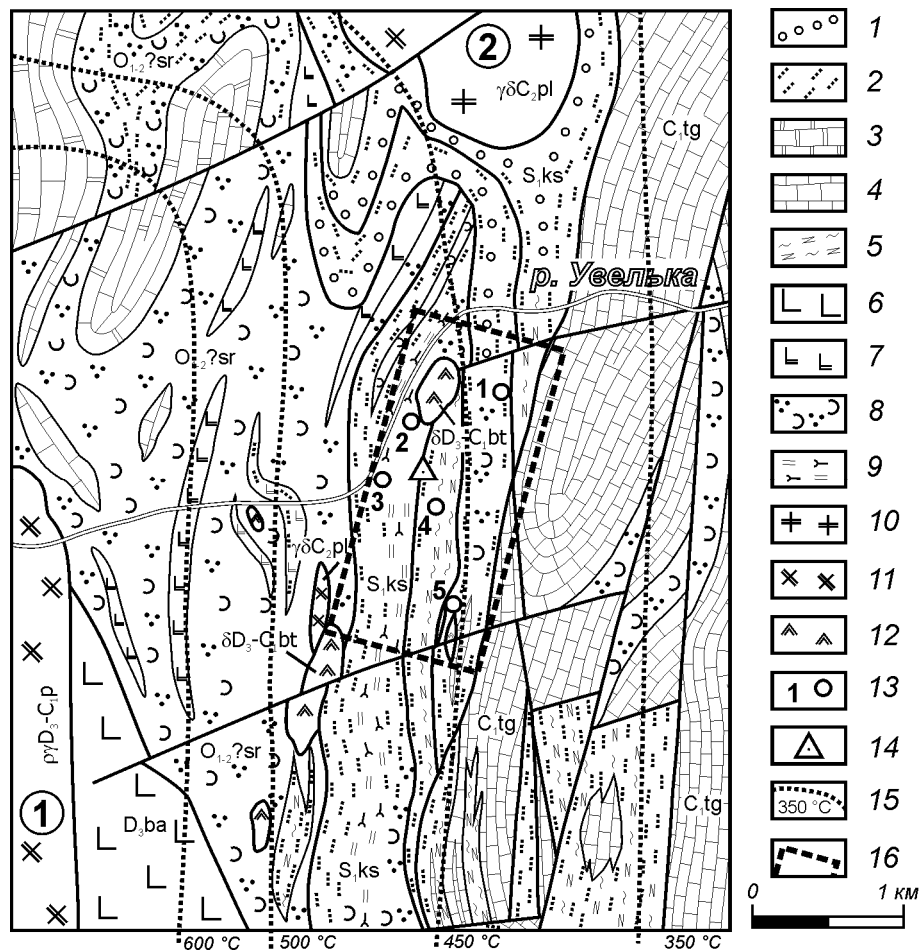 O₁₋₂?sr
2
γδC₂pl
C₁tg
S₁ks
р. Увелька
O₁₋₂?sr
1
2
δD₃-C₁bt
3
4
γδC₂pl
S₁ks
5
δD₃-C₁bt
ργD₃-C₁p
O₁₋₂?sr
C₁tg
1
D₃ba
C₁tg
S₁ks
600 °C
500 °C
450 °C
350 °C
1
2
3
4
5
6
7
8
9
10
11
12
1
13
14
350 °C
15
16
0
1 км